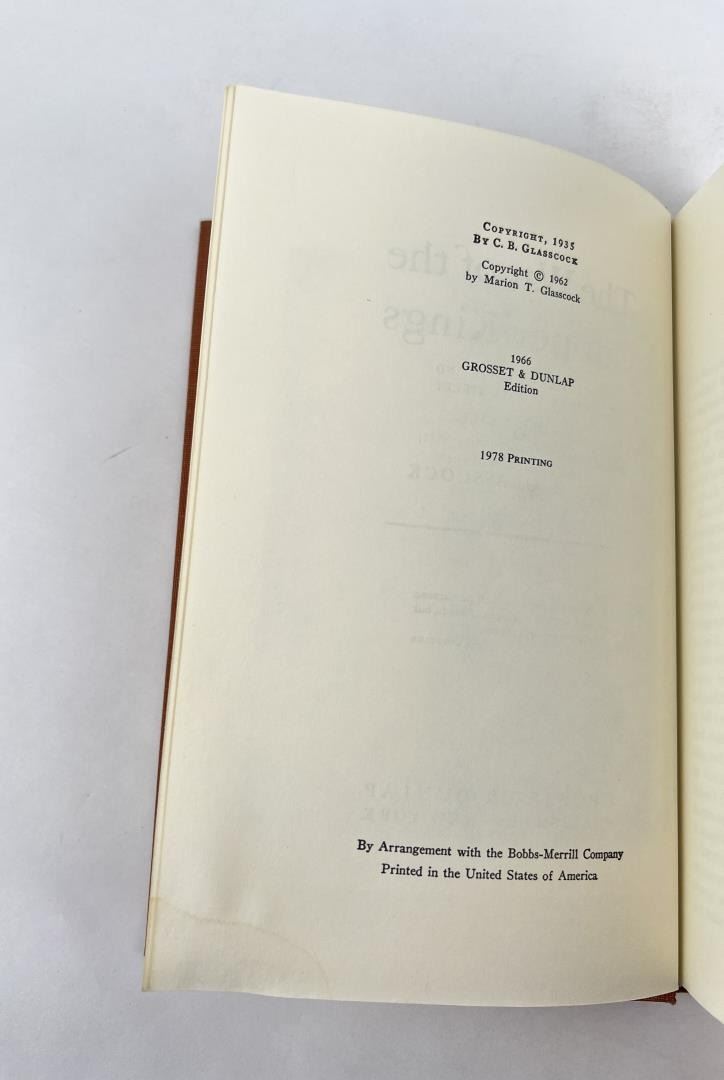 COPYRIGHT, 1935
BY C. B. GLASSCOCK
Copyright © 1962
by Marion T. Glasscock
1966
GROSSET & DUNLAP
Edition
1978 PRINTING
By Arrangement with the Bobbs-Merrill Company
Printed in the United States of America